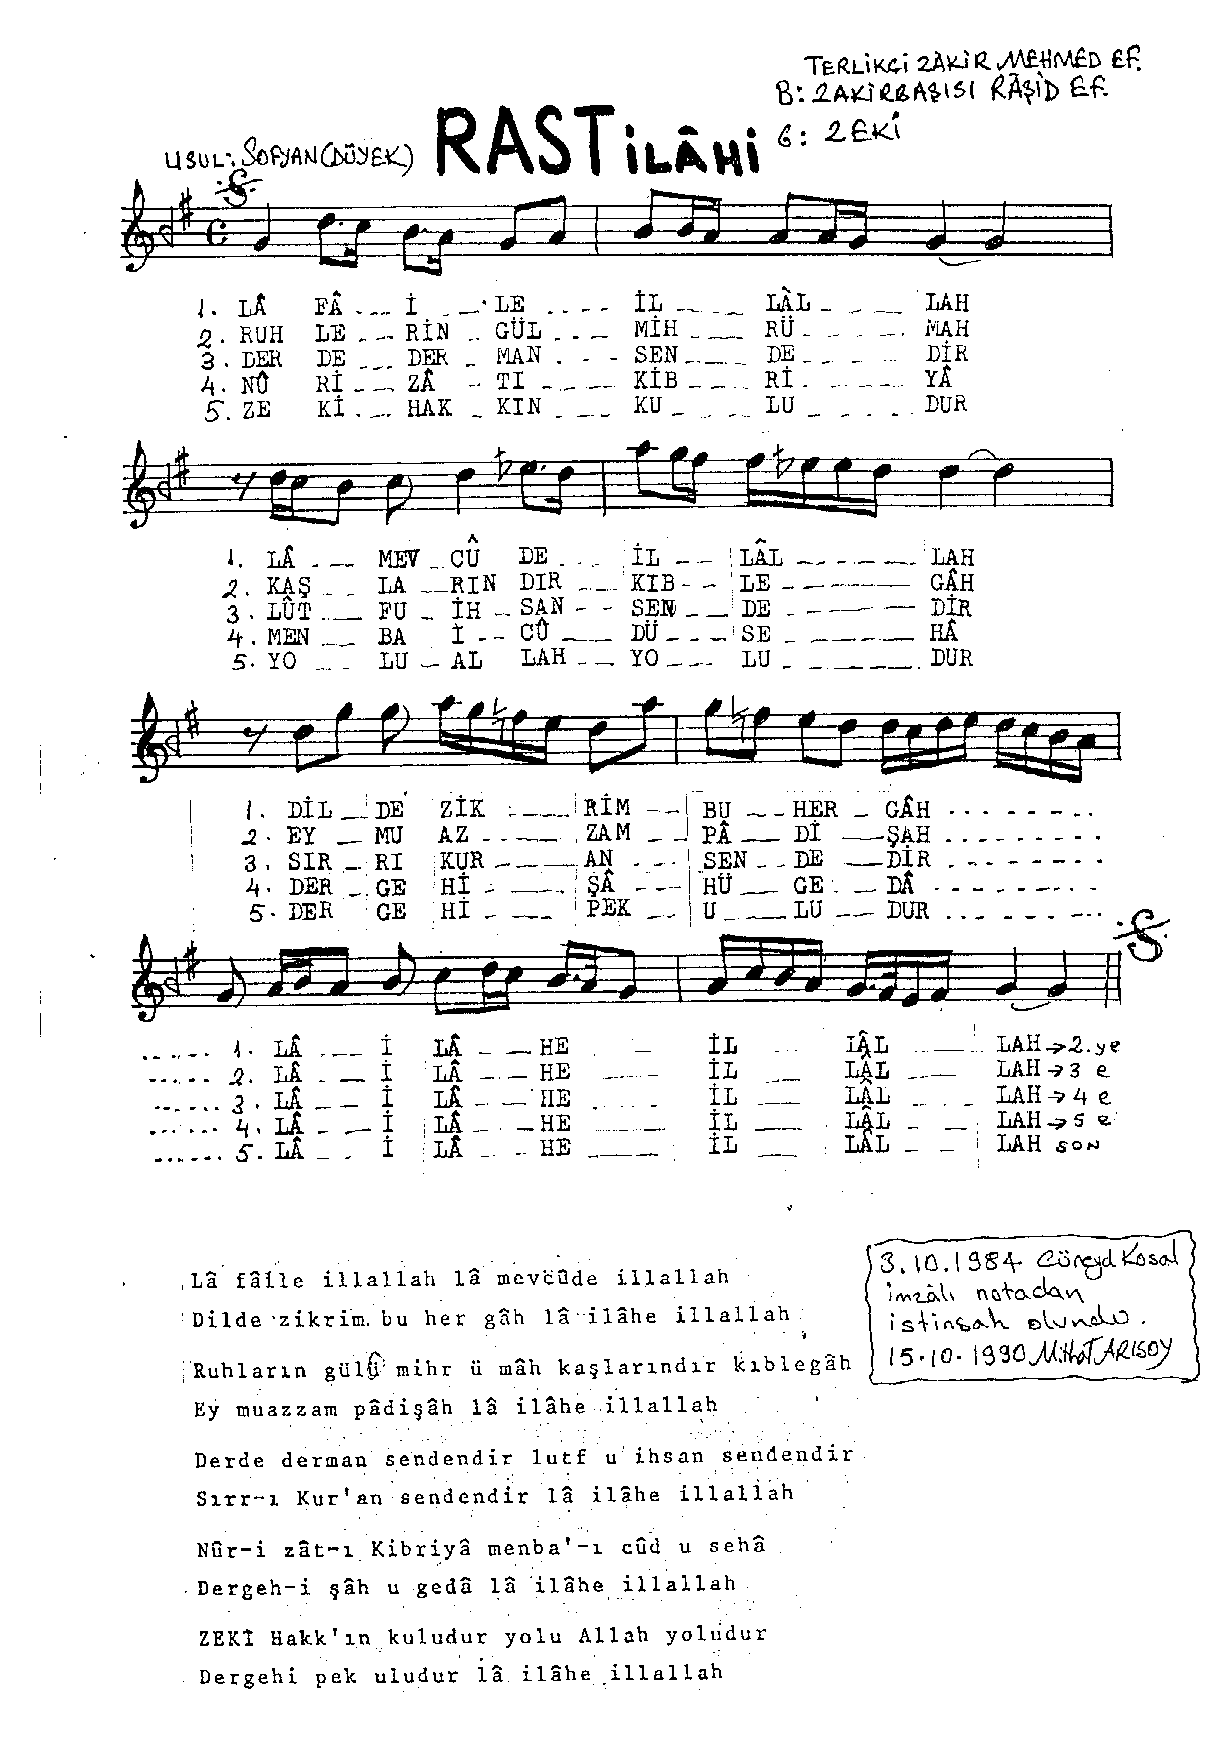 TERLİKÇİ ZÂKİR MEHMED EF.
B: ZAKİRBAŞISI RÂŞİD EF.
G: ZEKİ
USUL: SOFYAN(DÜYEK)
RAST İLÂHİ
1. LÂ FÂ --- İ --- LE ---- İL ---- LÂL ---- LAH
2. RUH LE --- RİN - GÜL --- MİH --- RÜ ----- MAH
3. DER DE --- DER - MAN --- SEN --- DE ----- DİR
4. NÛ Rİ --- ZÂ - TI ---- KİB --- Rİ ----- YÂ
5. ZE Kİ --- HAK - KIN --- KU --- LU ----- DUR
1. LÂ --- MEV - CÛ DE --- İL --- LÂL ------ LAH
2. KAŞ -- LA -- RIN DIR --- KIB -- LE ------ GÂH
3. LÛT --- FU - İH - SAN -- SEN --- DE ------ DİR
4. MEN -- BA İ -- CÛ --- DÜ --- SE ------ HÂ
5. YO --- LU - AL LAH --- YO --- LU ------ DUR
1. DİL -- DE ZİK ---- RİM -- BU --- HER - GÂH --------
2. EY -- MU AZ ----- ZAM -- PÂ -- Dİ -- ŞAH --------
3. SIR -- RI KUR ---- AN --- SEN -- DE -- DİR --------
4. DER - GE Hİ ---- ŞÂ --- HÜ -- GE - DÂ --------
5. DER GE Hİ ---- PEK -- U --- LU -- DUR --------
------ 1. LÂ --- İ LÂ --- HE - İL -- LÂL --- LAH → 2.ye
------ 2. LÂ --- İ LÂ --- HE İL -- LÂL --- LAH → 3 e
------ 3. LÂ -- İ LÂ --- HE ---- İL -- LÂL --- LAH → 4 e
------ 4. LÂ --- İ LÂ --- HE --- İL -- LÂL --- LAH → 5 e
------ 5. LÂ -- İ LÂ --- HE --- İL -- LÂL -- LAH SON
Lâ fâile illallah lâ mevcûde illallah
Dilde zikrim bu her gâh lâ ilâhe illallah
Ruhların gülü mihr ü mâh kaşlarındır kıblegâh
Ey muazzam pâdişâh lâ ilâhe illallah
Derde derman sendendir lutf u ihsan sendendir
Sırr-ı Kur'an sendendir lâ ilâhe illallah
Nûr-i zât-ı Kibriyâ menba'-ı cûd u sehâ
Dergeh-i şâh u gedâ lâ ilâhe illallah
ZEKİ Hakk'ın kuludur yolu Allah yoludur
Dergehi pek uludur lâ ilâhe illallah
3.10.1984 Cüneyd Kosal
imzâlı notadan
istinsah olundu.
15.10.1990 Mithat ARISOY